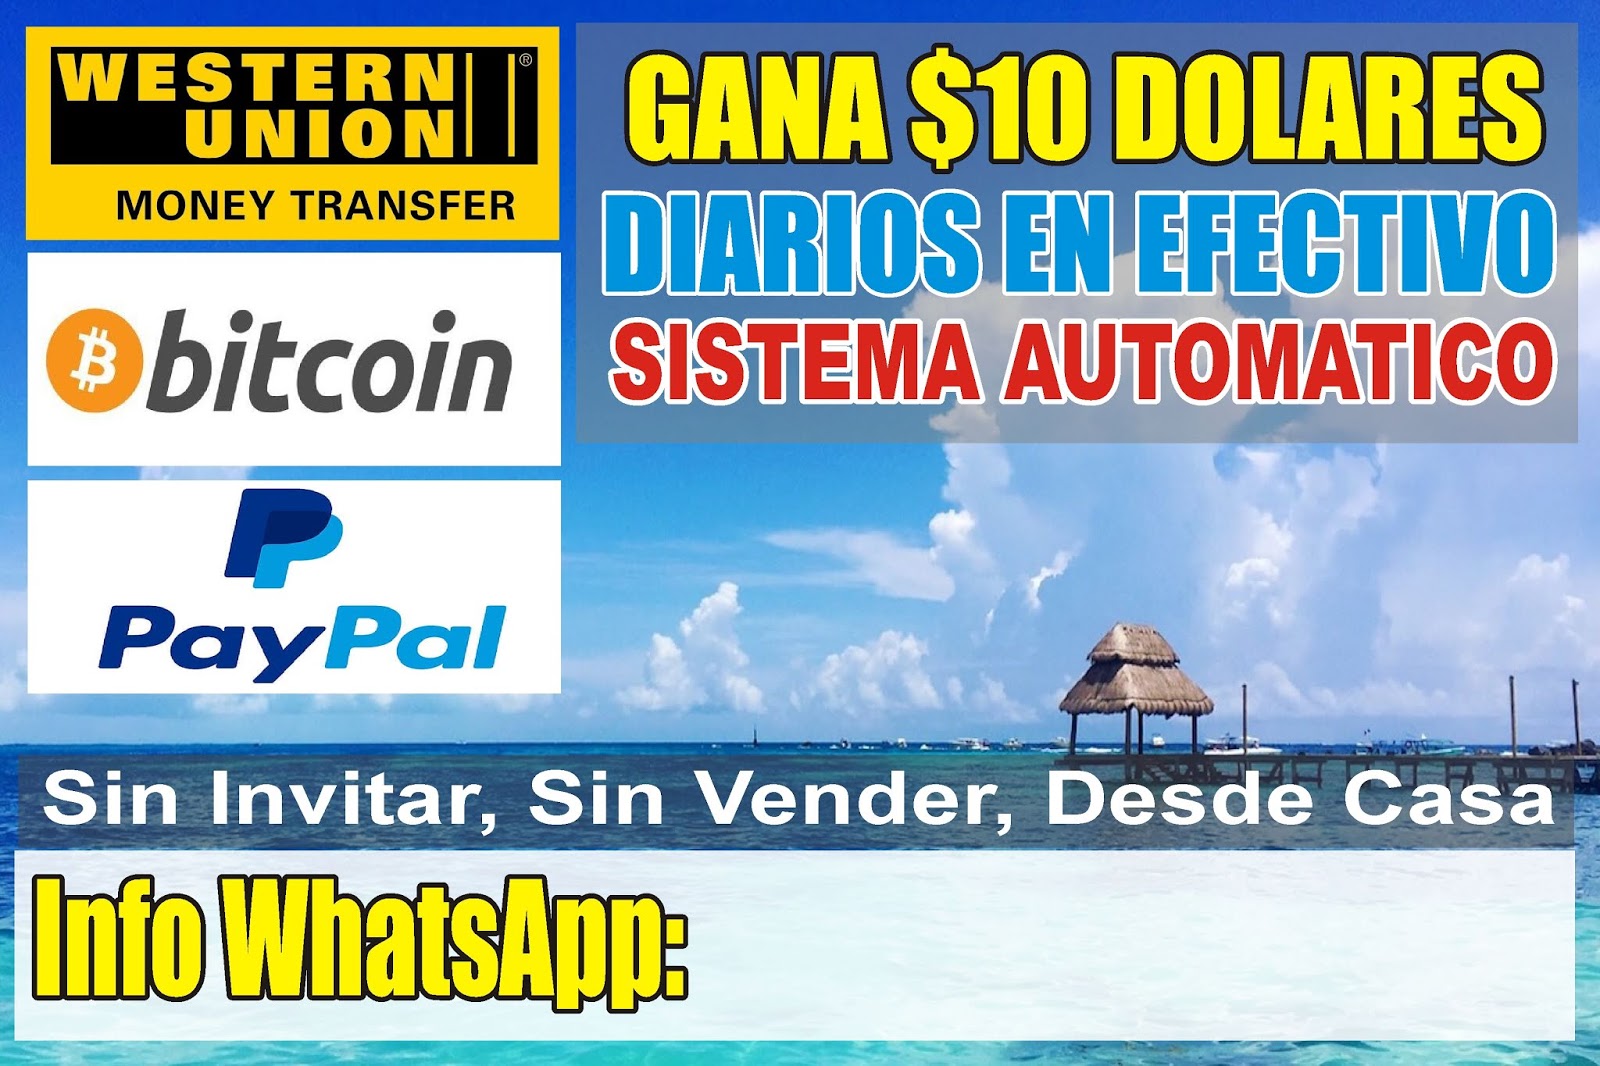 WESTERN
UNION ®
MONEY TRANSFER
bitcoin
PayPal
GANA $10 DOLARES
DIARIOS EN EFECTIVO
SISTEMA AUTOMATICO
Sin Invitar, Sin Vender, Desde Casa
Info WhatsApp: